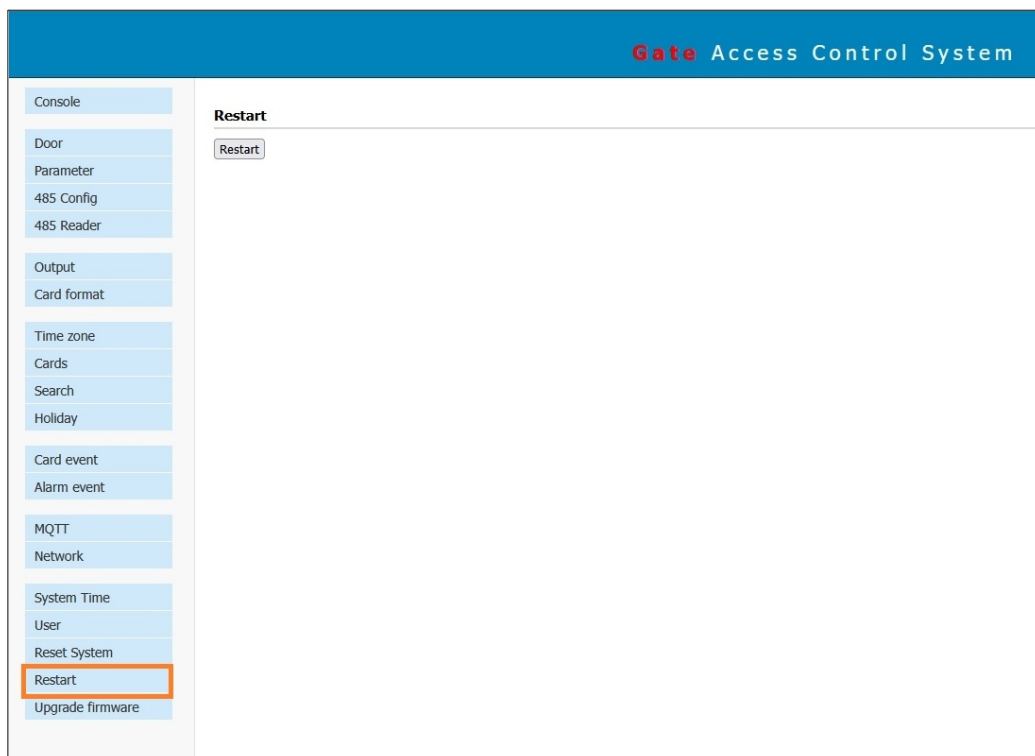 Gate Access Control System
Console
Door
Parameter
485 Config
485 Reader
Output
Card format
Time zone
Cards
Search
Holiday
Card event
Alarm event
MQTT
Network
System Time
User
Reset System
Restart
Upgrade firmware
Restart
Restart